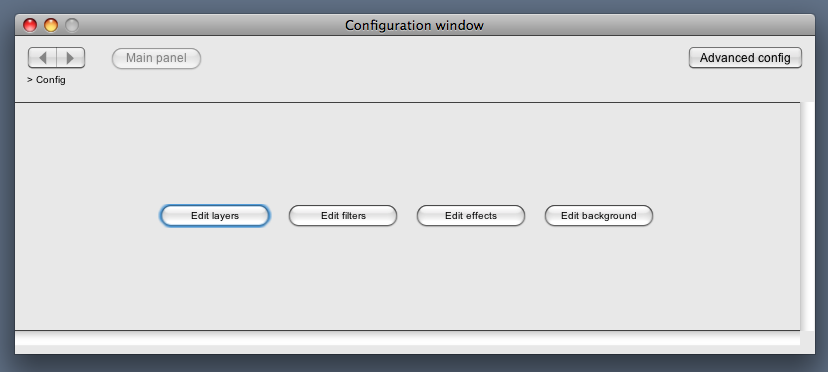 Configuration window
Main panel
Advanced config
> Config
Edit layers
Edit filters
Edit effects
Edit background